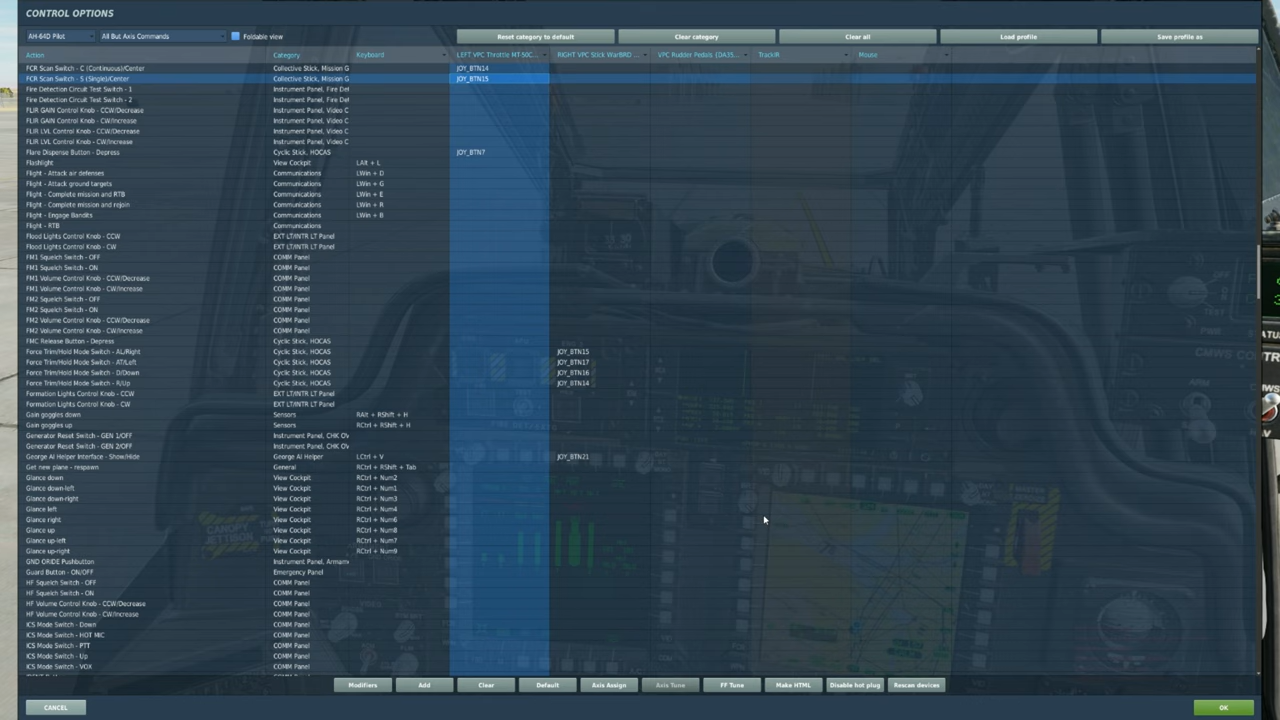 CONTROL OPTIONS
AH-64D Pilot All But Axis Commands Foldable view Reset category to default Clear category Clear all Load profile Save profile as
Action Category Keyboard LEFT VPC Throttle MT-50C... RIGHT VPC Stick WarBRD ... VPC Rudder Pedals {DA35... TrackIR Mouse
FCR Scan Switch - C (Continuous)/Center Collective Stick, Mission G JOY_BTN14
FCR Scan Switch - S (Single)/Center Collective Stick, Mission G JOY_BTN15
Fire Detection Circuit Test Switch - 1 Instrument Panel, Fire Det
Fire Detection Circuit Test Switch - 2 Instrument Panel, Fire Det
FLIR GAIN Control Knob - CCW/Decrease Instrument Panel, Video C
FLIR GAIN Control Knob - CW/Increase Instrument Panel, Video C
FLIR LVL Control Knob - CCW/Decrease Instrument Panel, Video C
FLIR LVL Control Knob - CW/Increase Instrument Panel, Video C
Flare Dispense Button - Depress Cyclic Stick, HOCAS JOY_BTN7
Flashlight View Cockpit LAlt + L
Flight - Attack air defenses Communications LWin + D
Flight - Attack ground targets Communications LWin + G
Flight - Complete mission and RTB Communications LWin + E
Flight - Complete mission and rejoin Communications LWin + R
Flight - Engage Bandits Communications LWin + B
Flight - RTB Communications
Flood Lights Control Knob - CCW EXT LT/INTR LT Panel
Flood Lights Control Knob - CW EXT LT/INTR LT Panel
FM1 Squelch Switch - OFF COMM Panel
FM1 Squelch Switch - ON COMM Panel
FM1 Volume Control Knob - CCW/Decrease COMM Panel
FM1 Volume Control Knob - CW/Increase COMM Panel
FM2 Squelch Switch - OFF COMM Panel
FM2 Squelch Switch - ON COMM Panel
FM2 Volume Control Knob - CCW/Decrease COMM Panel
FM2 Volume Control Knob - CW/Increase COMM Panel
FMC Release Button - Depress Cyclic Stick, HOCAS
Force Trim/Hold Mode Switch - AL/Right Cyclic Stick, HOCAS JOY_BTN15
Force Trim/Hold Mode Switch - AT/Left Cyclic Stick, HOCAS JOY_BTN17
Force Trim/Hold Mode Switch - D/Down Cyclic Stick, HOCAS JOY_BTN16
Force Trim/Hold Mode Switch - R/Up Cyclic Stick, HOCAS JOY_BTN14
Formation Lights Control Knob - CCW EXT LT/INTR LT Panel
Formation Lights Control Knob - CW EXT LT/INTR LT Panel
Gain goggles down Sensors RAlt + RShift + H
Gain goggles up Sensors RCtrl + RShift + H
Generator Reset Switch - GEN 1/OFF Instrument Panel, CHK OV
Generator Reset Switch - GEN 2/OFF Instrument Panel, CHK OV
George AI Helper Interface - Show/Hide George AI Helper LCtrl + V JOY_BTN21
Get new plane - respawn General RCtrl + RShift + Tab
Glance down View Cockpit RCtrl + Num2
Glance down-left View Cockpit RCtrl + Num1
Glance down-right View Cockpit RCtrl + Num3
Glance left View Cockpit RCtrl + Num4
Glance right View Cockpit RCtrl + Num6
Glance up View Cockpit RCtrl + Num8
Glance up-left View Cockpit RCtrl + Num7
Glance up-right View Cockpit RCtrl + Num9
GND ORIDE Pushbutton Instrument Panel, Armame
Guard Button - ON/OFF Emergency Panel
HF Squelch Switch - OFF COMM Panel
HF Squelch Switch - ON COMM Panel
HF Volume Control Knob - CCW/Decrease COMM Panel
HF Volume Control Knob - CW/Increase COMM Panel
ICS Mode Switch - Down COMM Panel
ICS Mode Switch - HOT MIC COMM Panel
ICS Mode Switch - PTT COMM Panel
ICS Mode Switch - Up COMM Panel
ICS Mode Switch - VOX COMM Panel
Modifiers Add Clear Default Axis Assign Axis Tune FF Tune Make HTML Disable hot plug Rescan devices
CANCEL OK